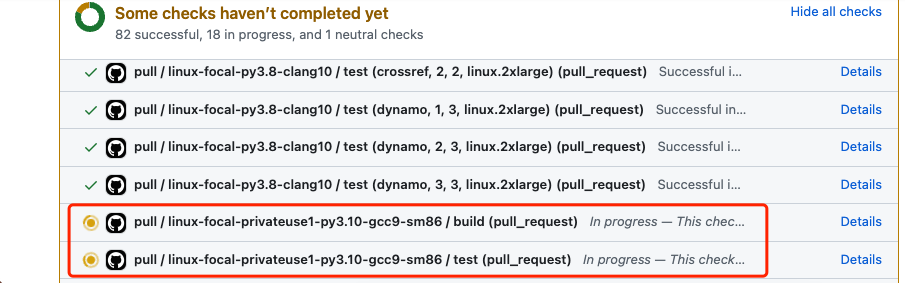 Some checks haven't completed yet
Hide all checks
82 successful, 18 in progress, and 1 neutral checks
pull / linux-focal-py3.8-clang10 / test (crossref, 2, 2, linux.2xlarge) (pull_request) Successful i... Details
pull / linux-focal-py3.8-clang10 / test (dynamo, 1, 3, linux.2xlarge) (pull_request) Successful in... Details
pull / linux-focal-py3.8-clang10 / test (dynamo, 2, 3, linux.2xlarge) (pull_request) Successful i... Details
pull / linux-focal-py3.8-clang10 / test (dynamo, 3, 3, linux.2xlarge) (pull_request) Successful i... Details
pull / linux-focal-privateuse1-py3.10-gcc9-sm86 / build (pull_request) In progress — This chec... Details
pull / linux-focal-privateuse1-py3.10-gcc9-sm86 / test (pull_request) In progress — This check... Details